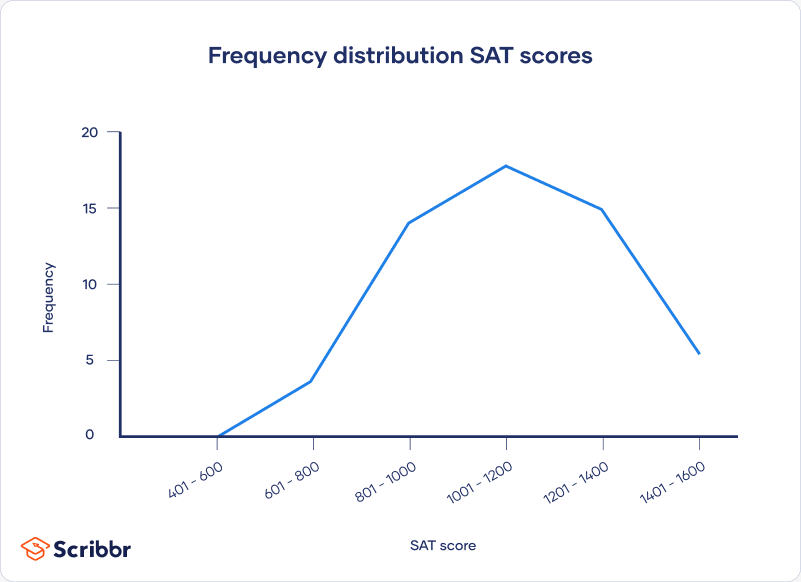 Frequency distribution SAT scores
20
15
10
5
0
Frequency
401 - 600
601 - 800
801 - 1000
1001 - 1200
1201 - 1400
1401 - 1600
SAT score
Scribbr